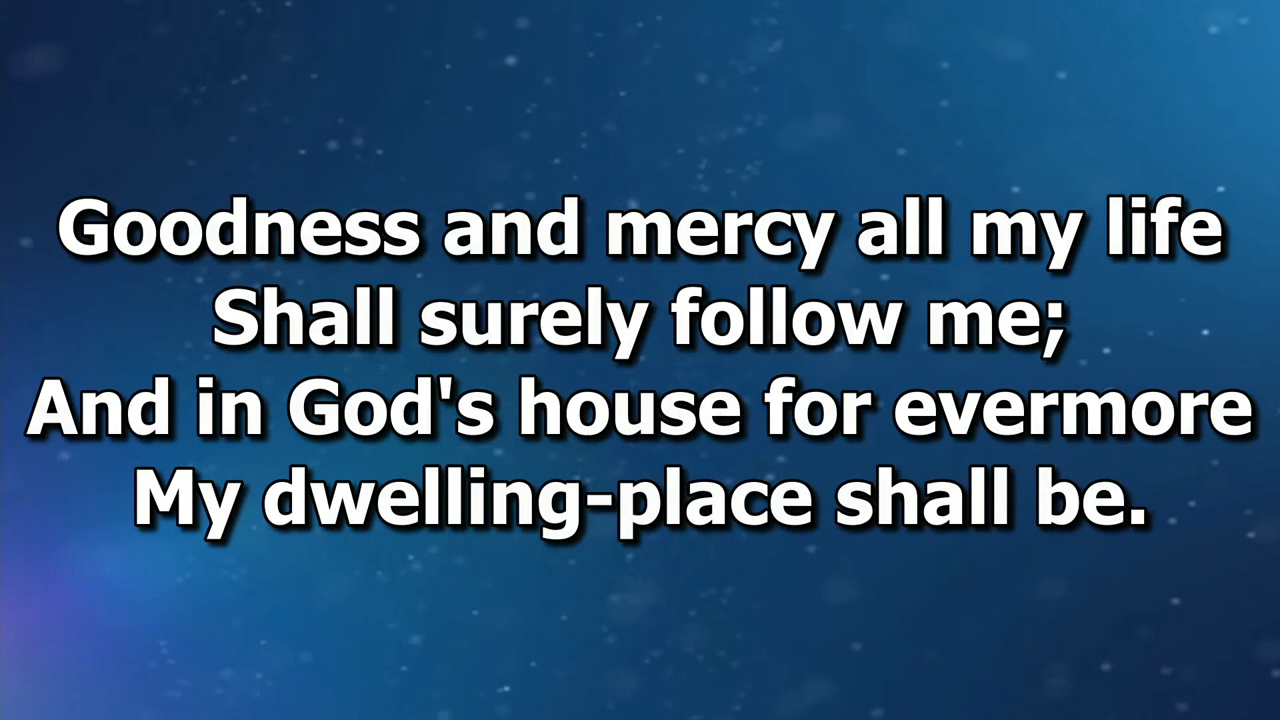 Goodness and mercy all my life
Shall surely follow me;
And in God's house for evermore
My dwelling-place shall be.